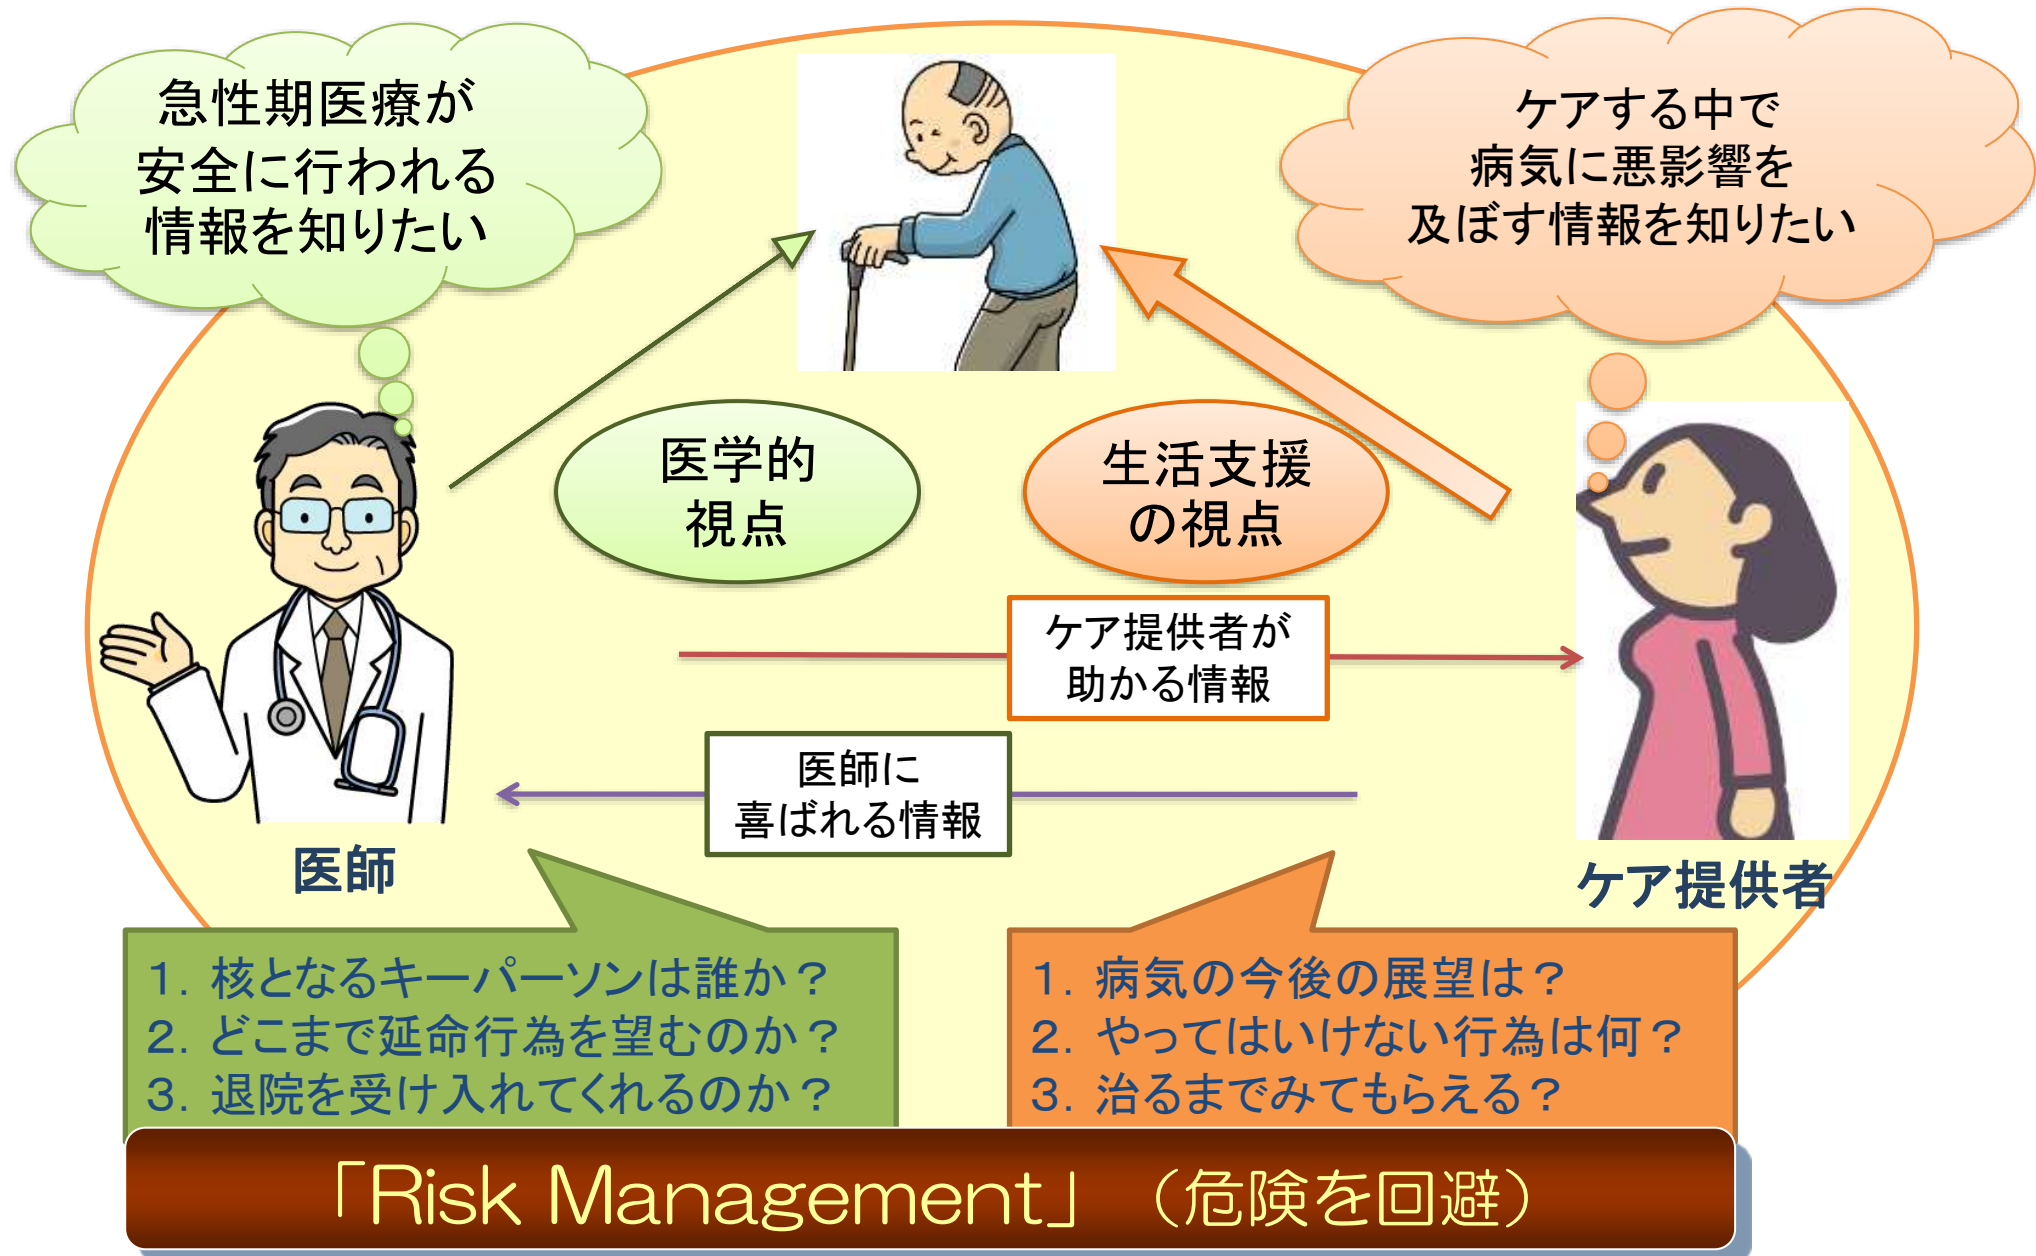 急性期医療が
安全に行われる
情報を知りたい
ケアする中で
病気に悪影響を
及ぼす情報を知りたい
医学的
視点
生活支援
の視点
ケア提供者が
助かる情報
医師に
喜ばれる情報
医師
ケア提供者
1. 核となるキーパーソンは誰か？
2. どこまで延命行為を望むのか？
3. 退院を受け入れてくれるのか？
1. 病気の今後の展望は？
2. やってはいけない行為は何？
3. 治るまでみてもらえる？
「Risk Management」（危険を回避）